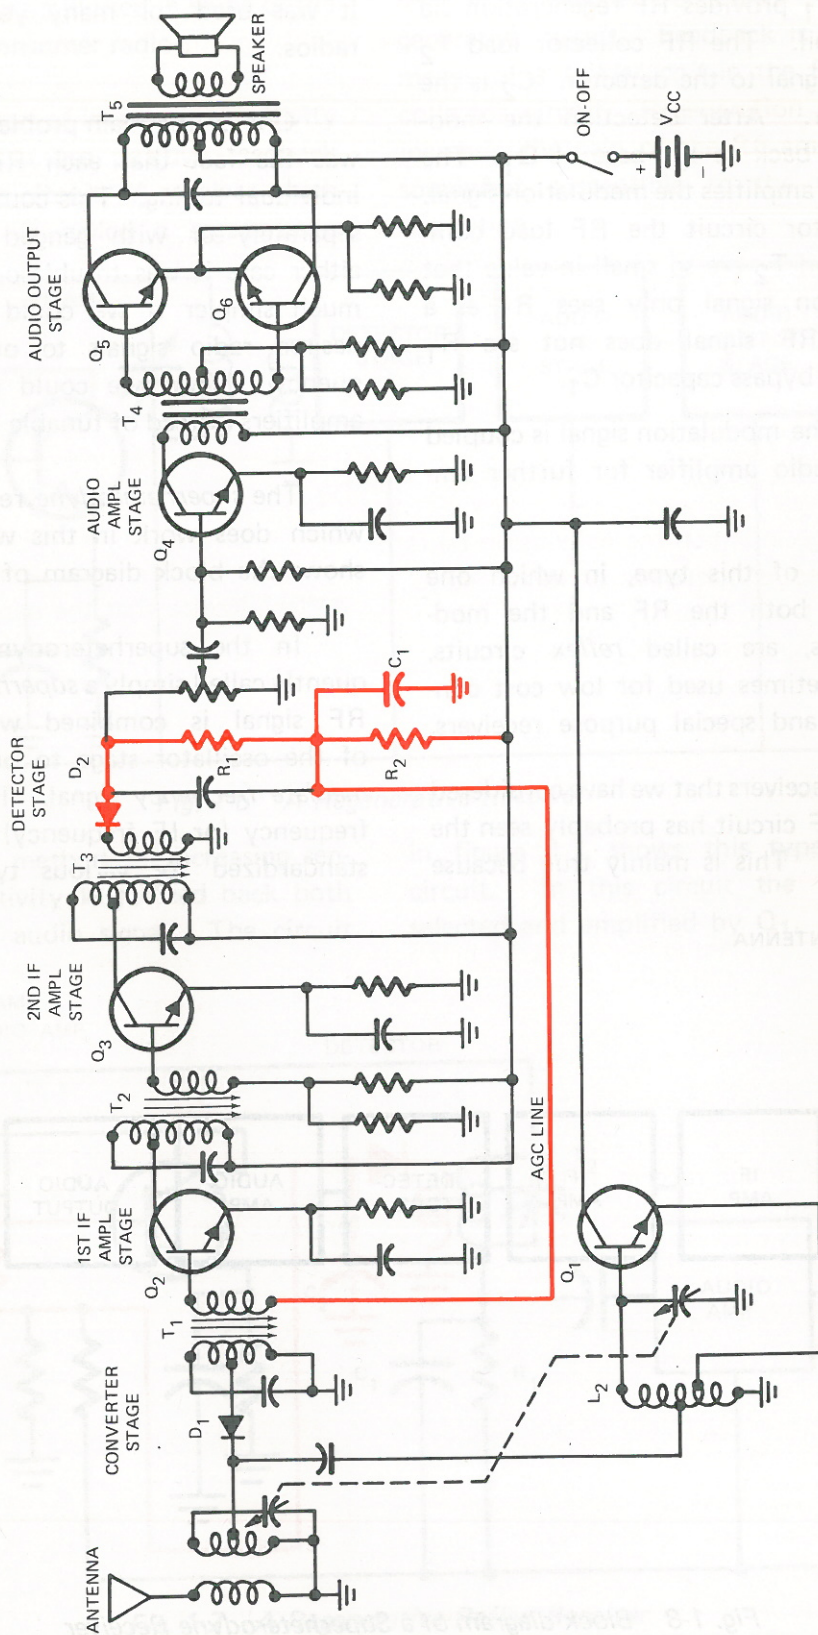 ANTENNA
CONVERTER
STAGE
D1
T1
1ST IF
AMPL
STAGE
Q2
T2
2ND IF
AMPL
STAGE
Q3
T3
DETECTOR
STAGE
D2
R1
R2
C1
AUDIO
AMPL
STAGE
Q4
T4
AUDIO OUTPUT
STAGE
Q5
Q6
T5
SPEAKER
ON-OFF
+
VCC
−
AGC LINE
Q1
L2